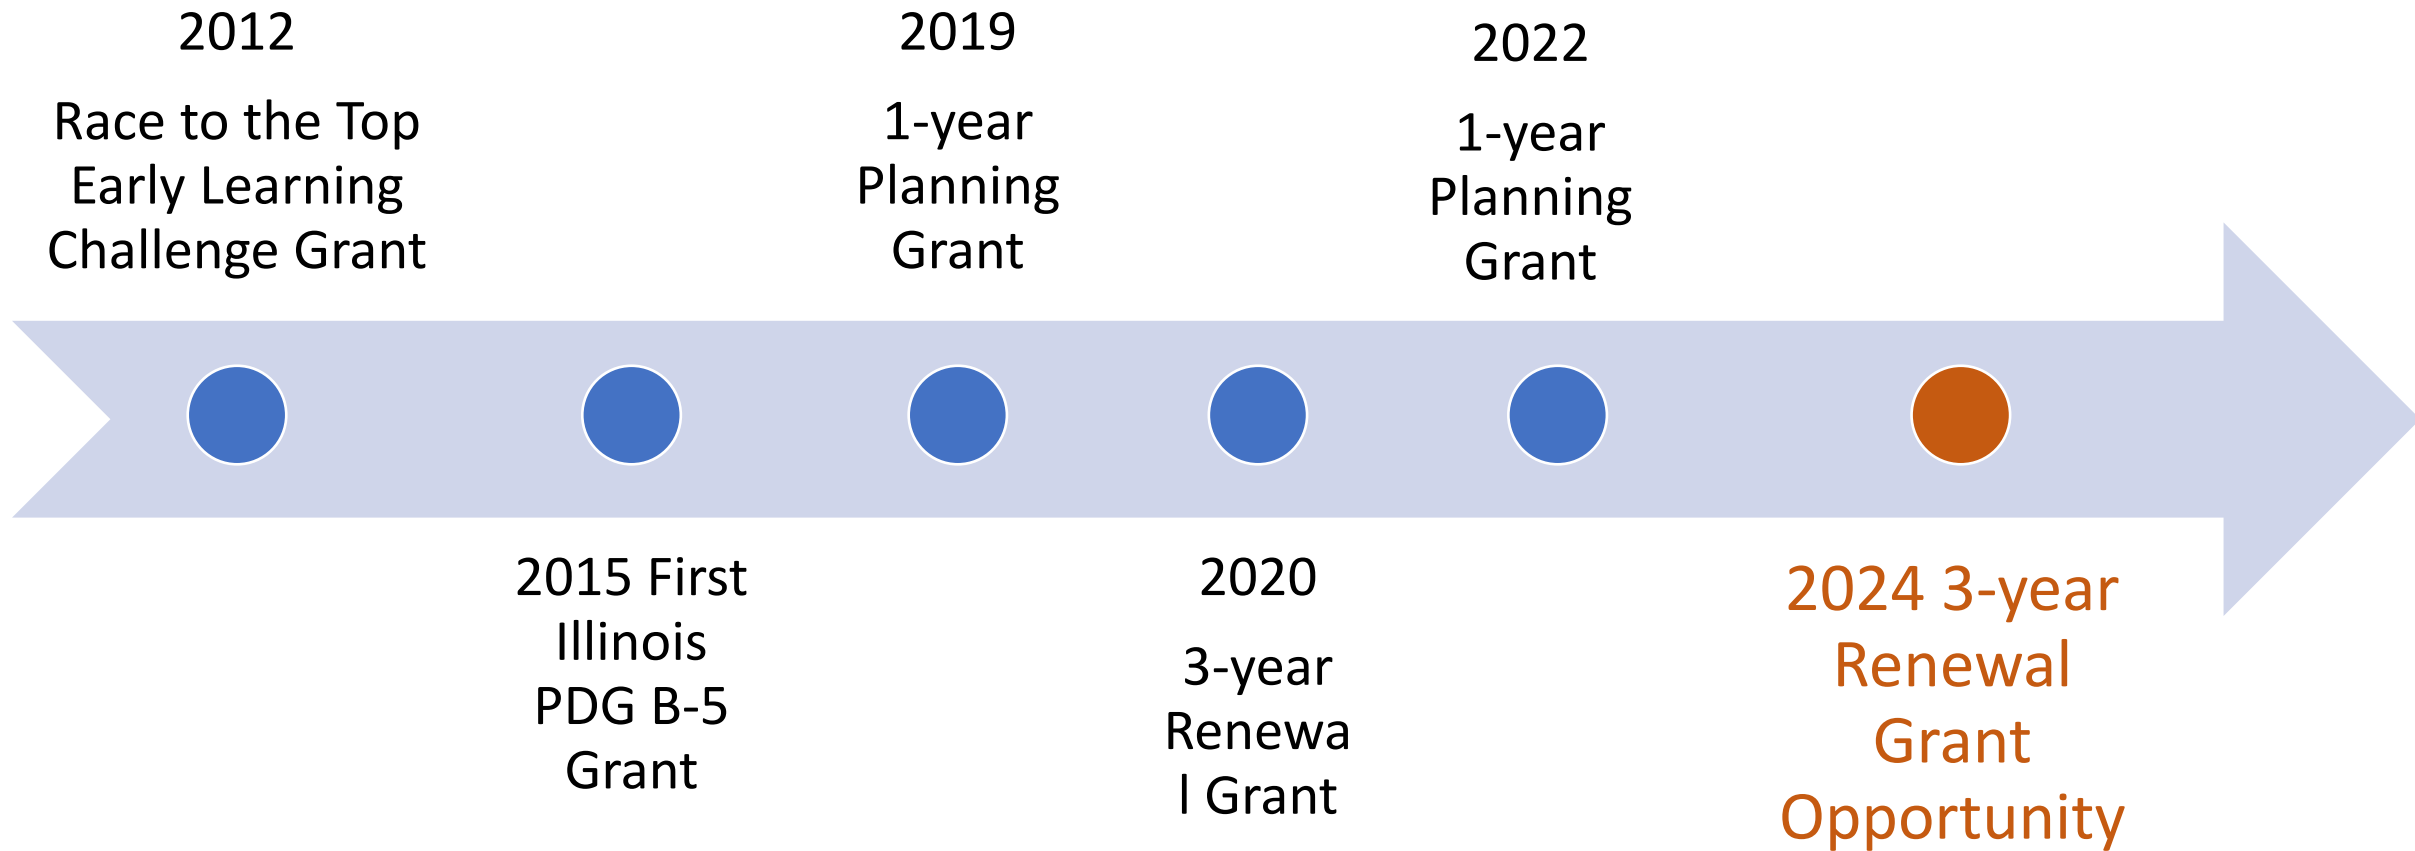 2012
Race to the Top
Early Learning
Challenge Grant
2015 First
Illinois
PDG B-5
Grant
2019
1-year
Planning
Grant
2020
3-year
Renewa
l Grant
2022
1-year
Planning
Grant
2024 3-year
Renewal
Grant
Opportunity